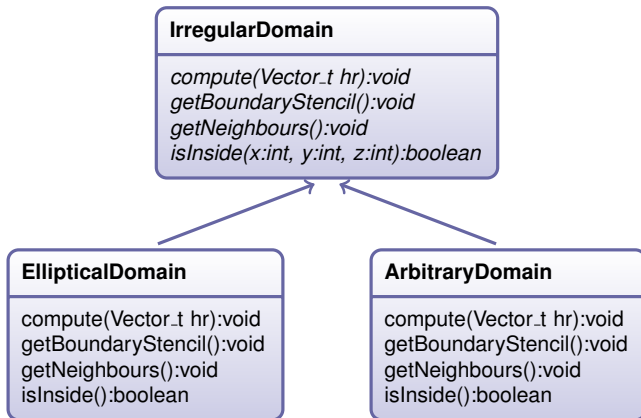 IrregularDomain
compute(Vector_t hr):void
getBoundaryStencil():void
getNeighbours():void
isInside(x:int, y:int, z:int):boolean
EllipticalDomain
compute(Vector_t hr):void
getBoundaryStencil():void
getNeighbours():void
isInside():boolean
ArbitraryDomain
compute(Vector_t hr):void
getBoundaryStencil():void
getNeighbours():void
isInside():boolean